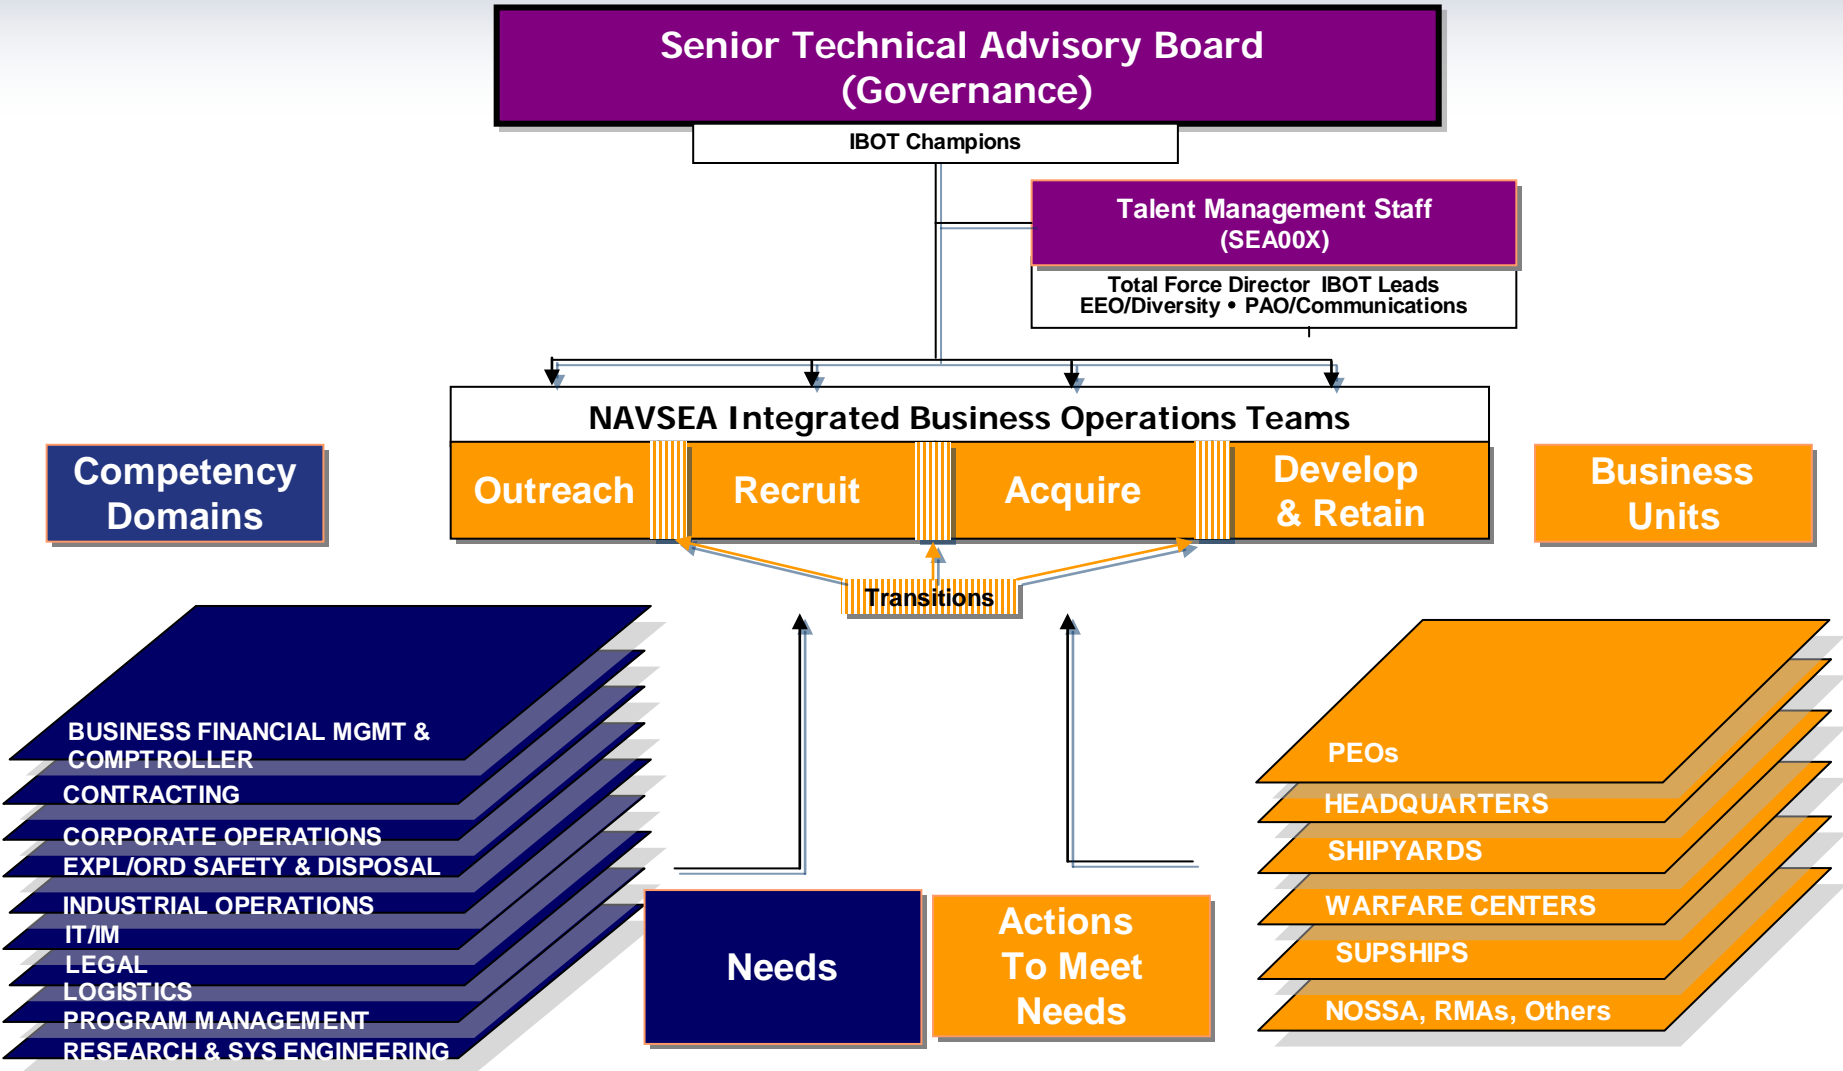 Senior Technical Advisory Board
(Governance)
IBOT Champions
Talent Management Staff
(SEA00X)
Total Force Director IBOT Leads
EEO/Diversity • PAO/Communications
NAVSEA Integrated Business Operations Teams
Outreach
Recruit
Acquire
Develop
& Retain
Competency
Domains
Business
Units
Transitions
BUSINESS FINANCIAL MGMT &
COMPTROLLER
CONTRACTING
CORPORATE OPERATIONS
EXPL/ORD SAFETY & DISPOSAL
INDUSTRIAL OPERATIONS
IT/IM
LEGAL
LOGISTICS
PROGRAM MANAGEMENT
RESEARCH & SYS ENGINEERING
Needs
Actions
To Meet
Needs
PEOs
HEADQUARTERS
SHIPYARDS
WARFARE CENTERS
SUPSHIPS
NOSSA, RMAs, Others